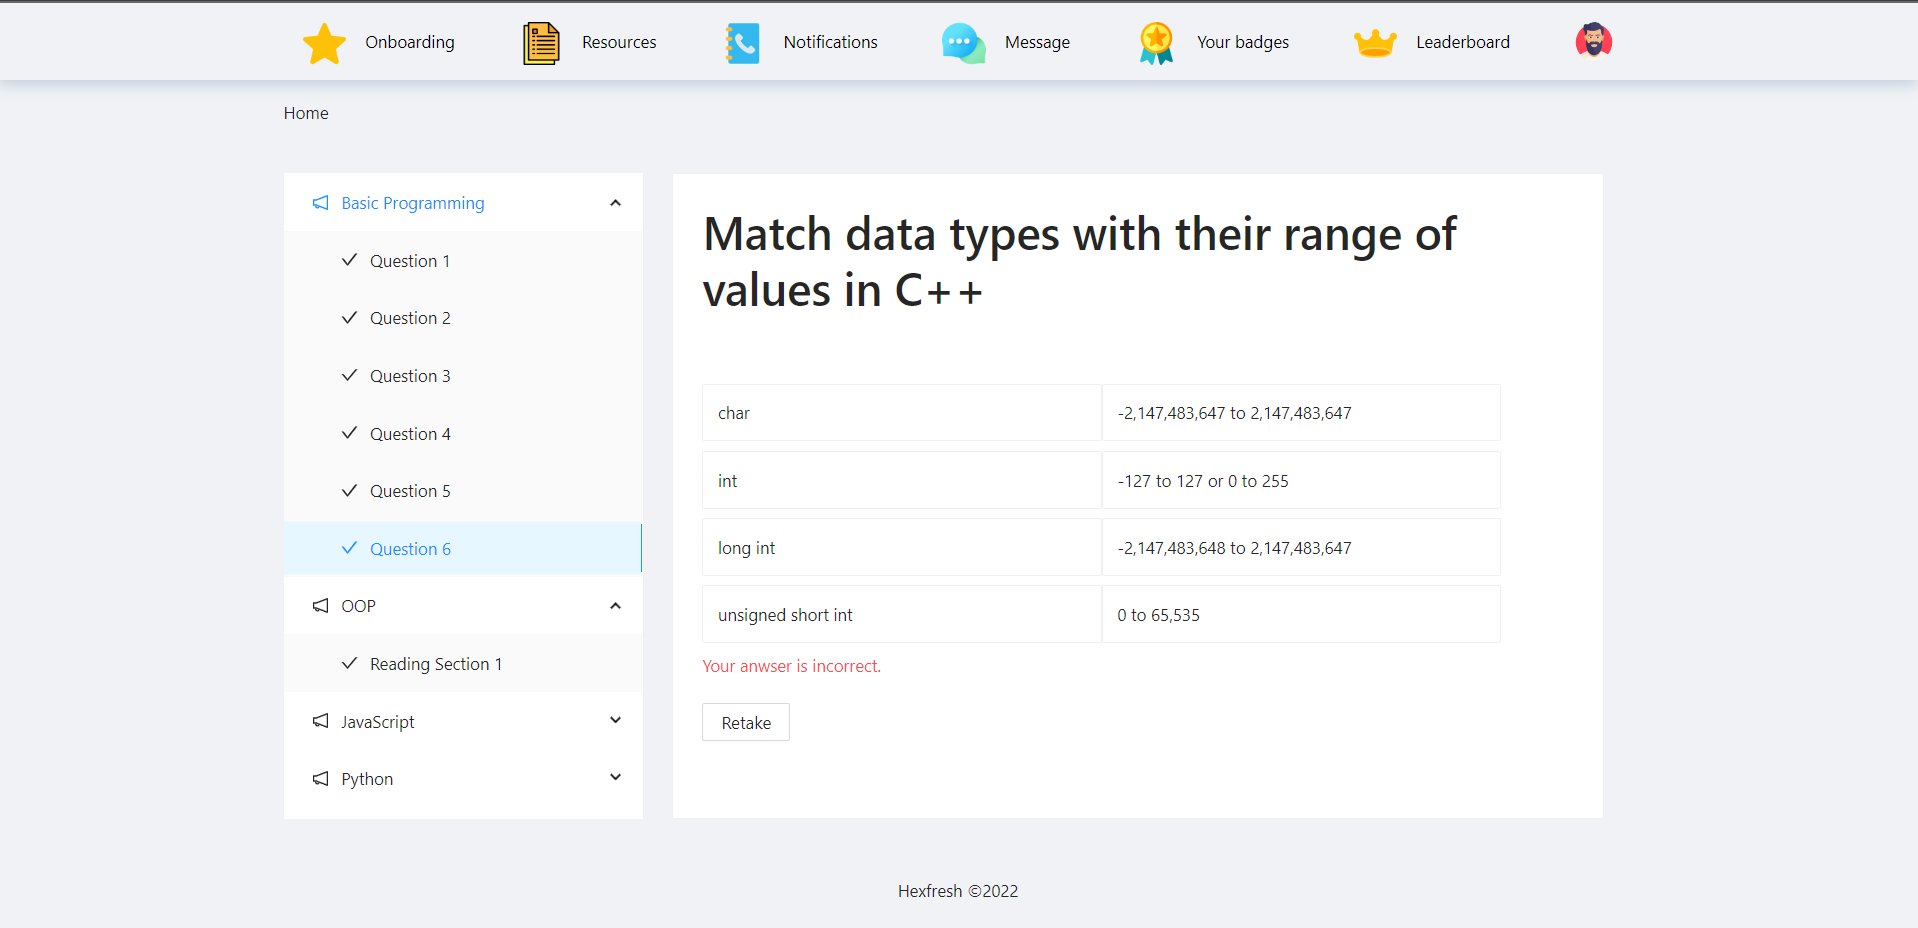 Onboarding
Resources
Notifications
Message
Your badges
Leaderboard
Home
Basic Programming
Question 1
Question 2
Question 3
Question 4
Question 5
Question 6
OOP
Reading Section 1
JavaScript
Python
Match data types with their range of
values in C++
char
-2,147,483,647 to 2,147,483,647
int
-127 to 127 or 0 to 255
long int
-2,147,483,648 to 2,147,483,647
unsigned short int
0 to 65,535
Your anwser is incorrect.
Retake
Hexfresh ©2022